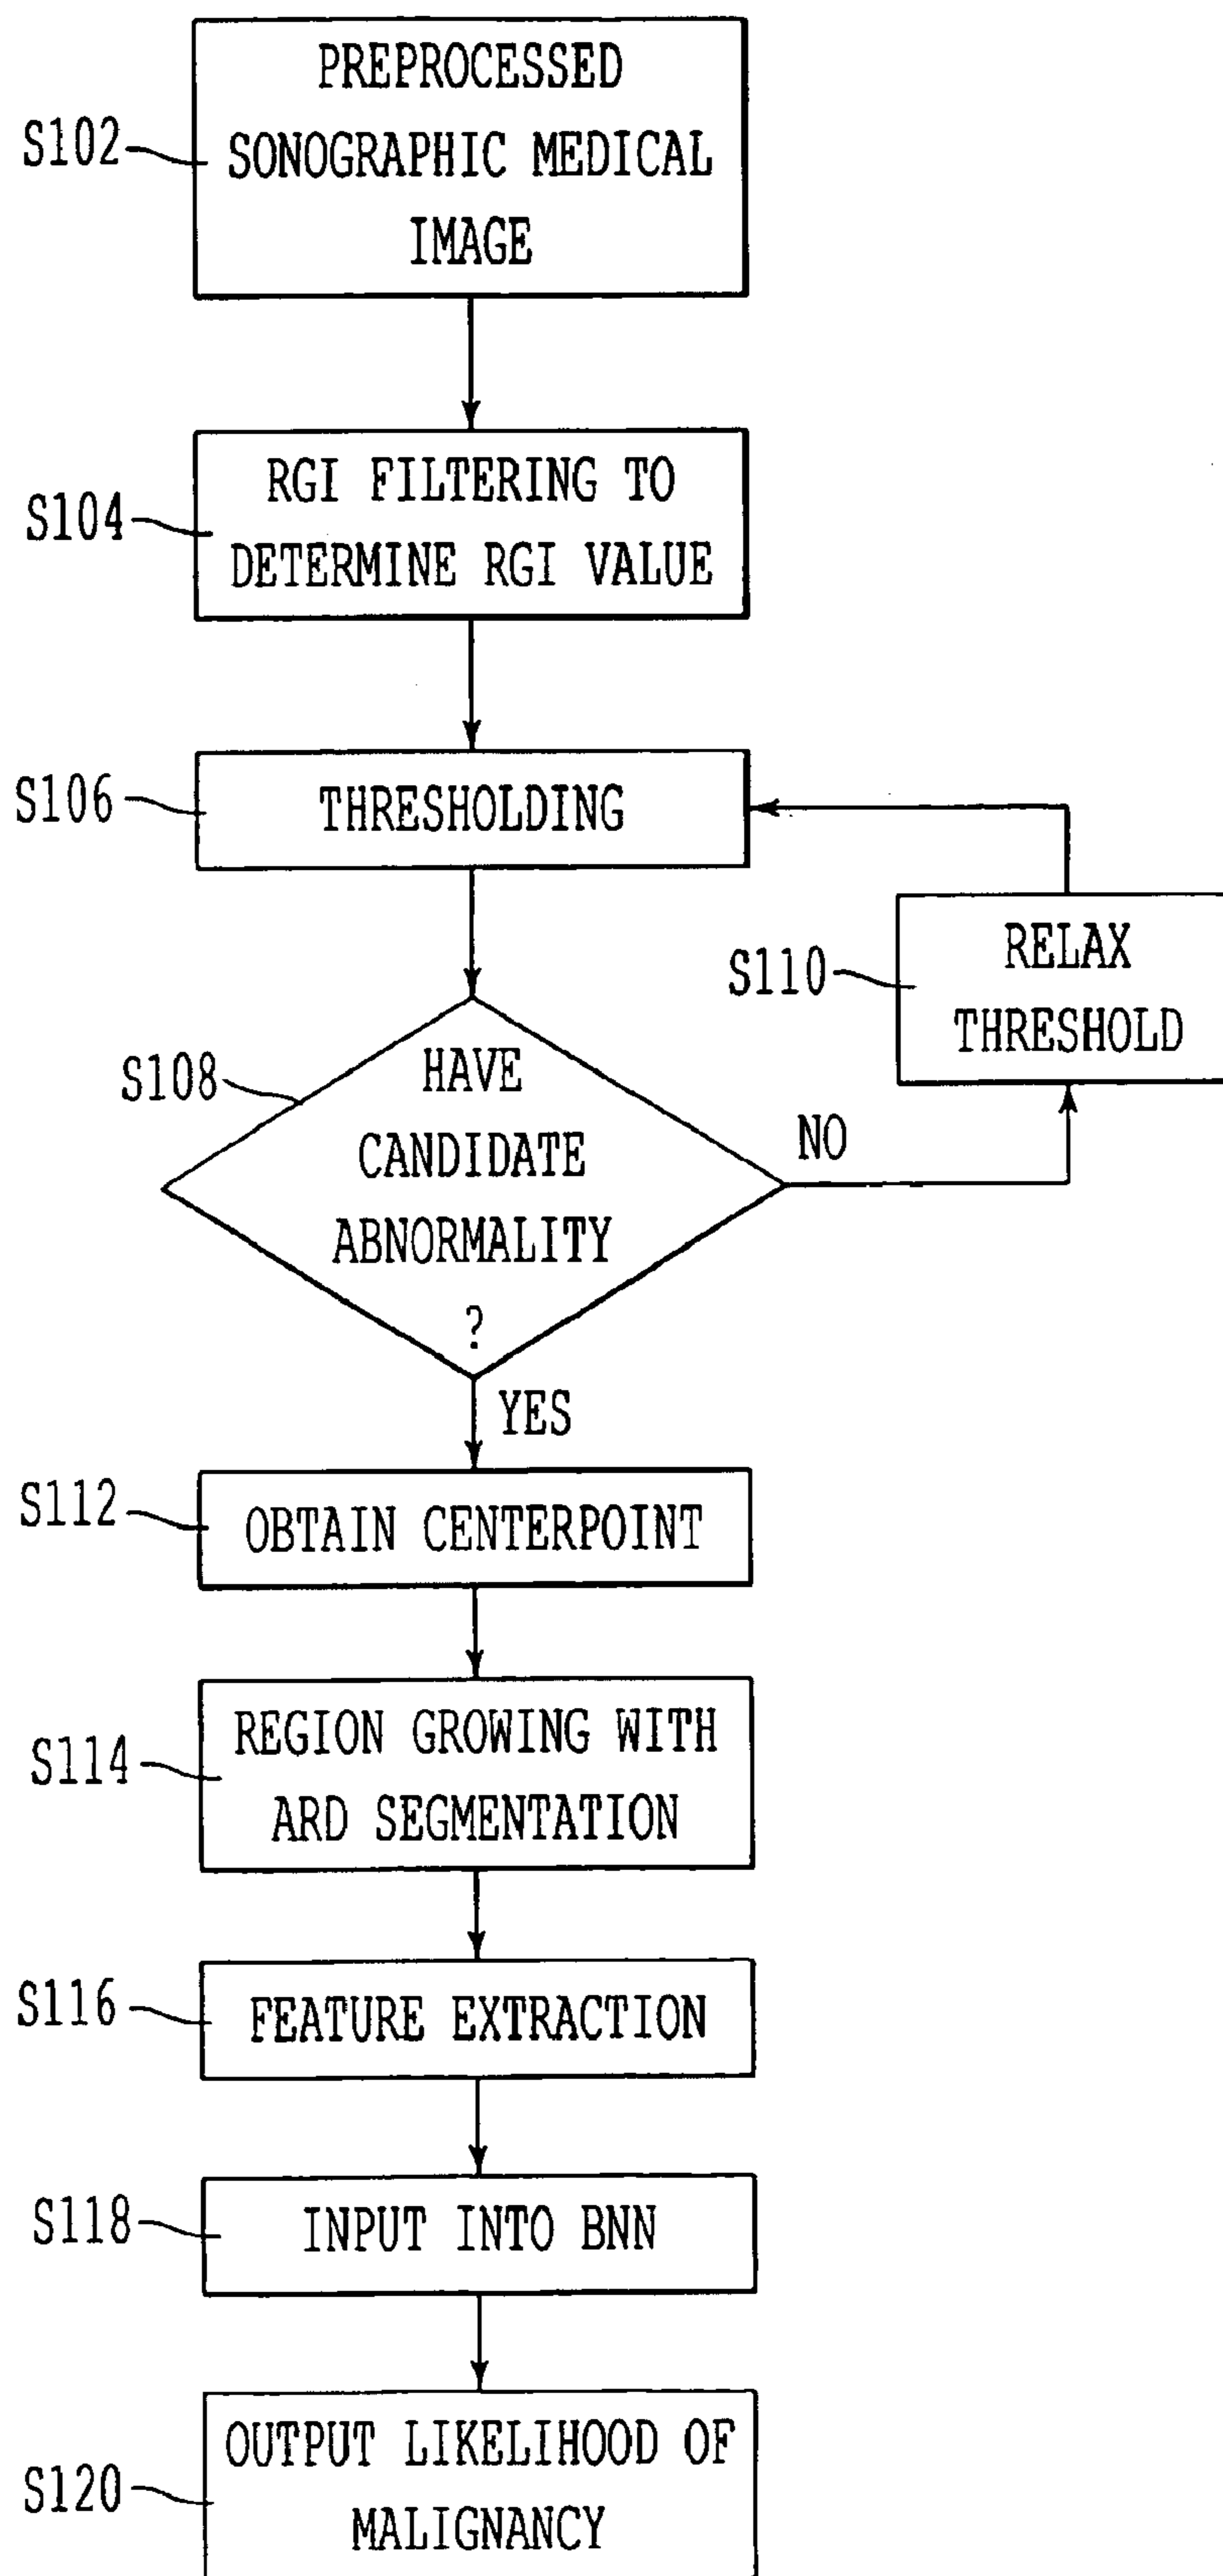 S102
PREPROCESSED
SONOGRAPHIC MEDICAL
IMAGE
S104
RGI FILTERING TO
DETERMINE RGI VALUE
S106
THRESHOLDING
S110
RELAX
THRESHOLD
S108
HAVE
CANDIDATE
ABNORMALITY
?
NO
YES
S112
OBTAIN CENTERPOINT
S114
REGION GROWING WITH
ARD SEGMENTATION
S116
FEATURE EXTRACTION
S118
INPUT INTO BNN
S120
OUTPUT LIKELIHOOD OF
MALIGNANCY